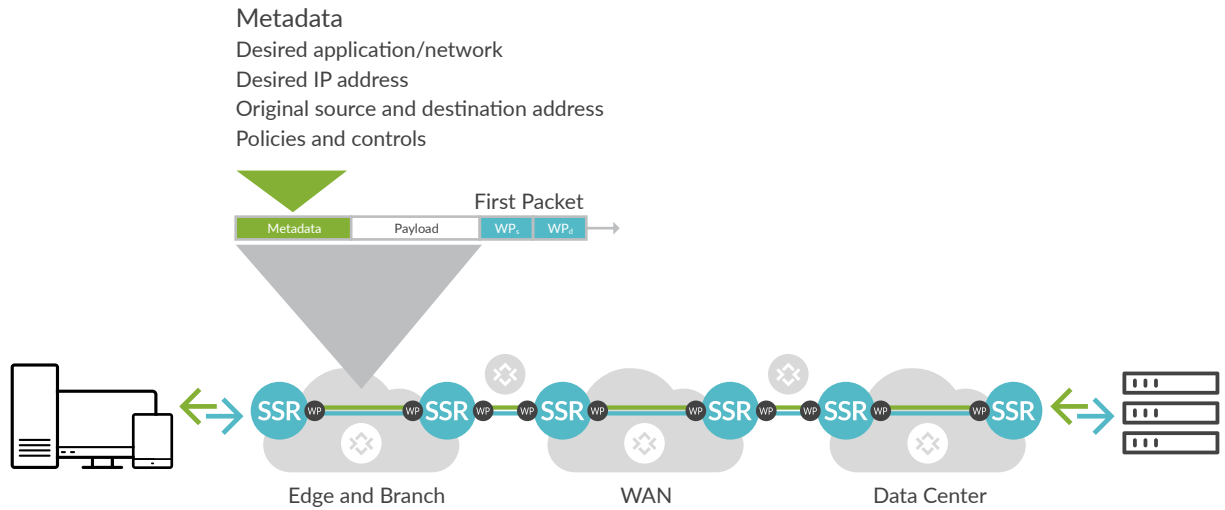 Metadata
Desired application/network
Desired IP address
Original source and destination address
Policies and controls
First Packet
Metadata Payload WPs WPd
SSR WP WP SSR WP WP SSR WP WP SSR WP WP SSR WP SSR
Edge and Branch WAN Data Center